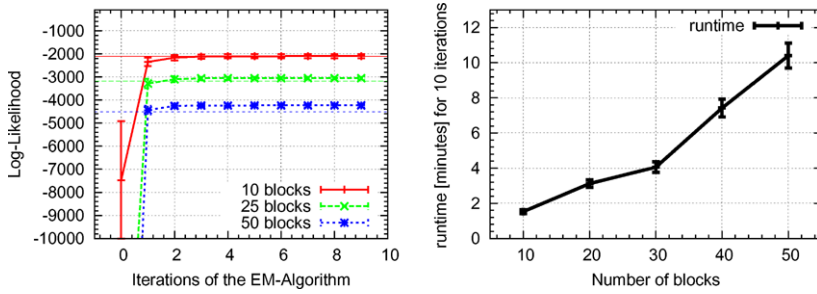 -1000
-2000
-3000
-4000
-5000
-6000
-7000
-8000
-9000
-10000
Log-Likelihood
10 blocks
25 blocks
50 blocks
0 2 4 6 8 10
Iterations of the EM-Algorithm
12
10
8
6
4
2
0
runtime [minutes] for 10 iterations
runtime
10 20 30 40 50
Number of blocks